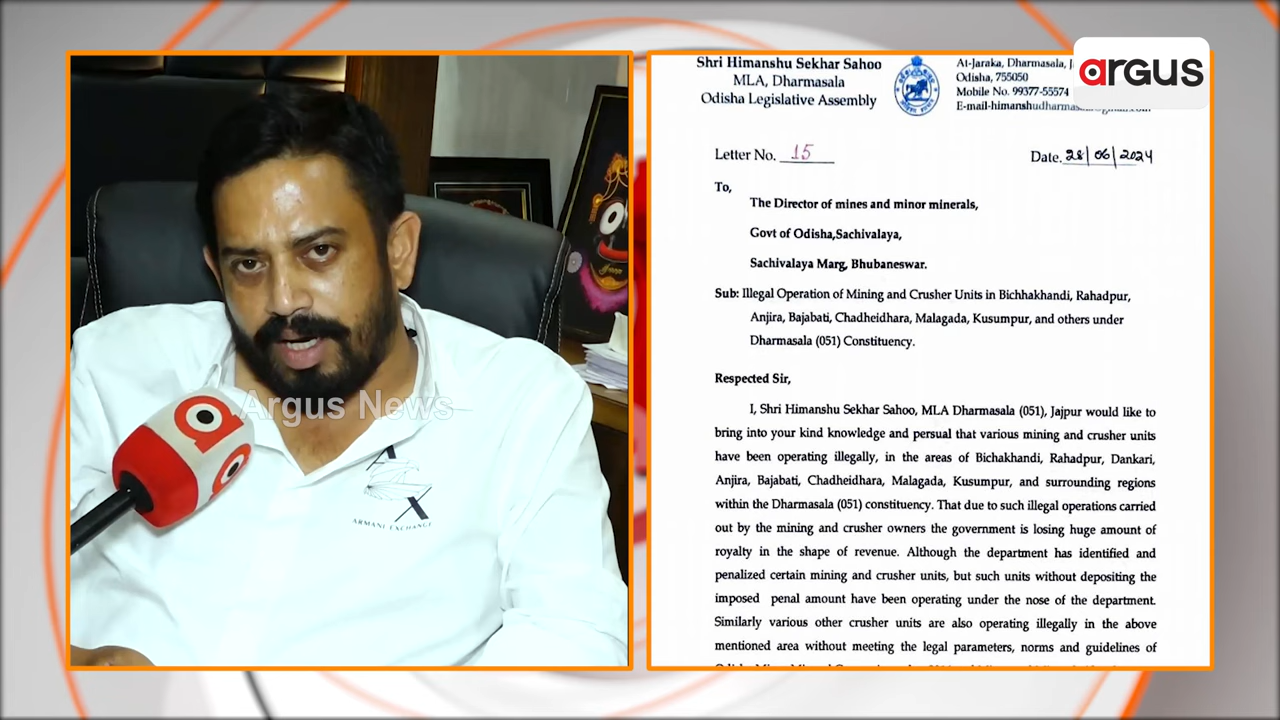 argus
Shri Himanshu Sekhar Sahoo
MLA, Dharmasala
Odisha Legislative Assembly
At-Jaraka, Dharmasala,
Odisha, 755050
Mobile No. 99377-55574
Letter No. 15
Date. 28/06/2024
To,
The Director of mines and minor minerals,
Govt of Odisha,Sachivalaya,
Sachivalaya Marg, Bhubaneswar.
Sub: Illegal Operation of Mining and Crusher Units in Bichhakhandi, Rahadpur,
Anjira, Bajabati, Chadheidhara, Malagada, Kusumpur, and others under
Dharmasala (051) Constituency.
Respected Sir,
I, Shri Himanshu Sekhar Sahoo, MLA Dharmasala (051), Jajpur would like to
bring into your kind knowledge and persual that various mining and crusher units
have been operating illegally, in the areas of Bichakhandi, Rahadpur, Dankari,
Anjira, Bajabati, Chadheidhara, Malagada, Kusumpur, and surrounding regions
within the Dharmasala (051) constituency. That due to such illegal operations carried
out by the mining and crusher owners the government is losing huge amount of
royalty in the shape of revenue. Although the department has identified and
penalized certain mining and crusher units, but such units without depositing the
imposed penal amount have been operating under the nose of the department.
Similarly various other crusher units are also operating illegally in the above
mentioned area without meeting the legal parameters, norms and guidelines of
Argus News
A
X
ARMANI EXCHANGE